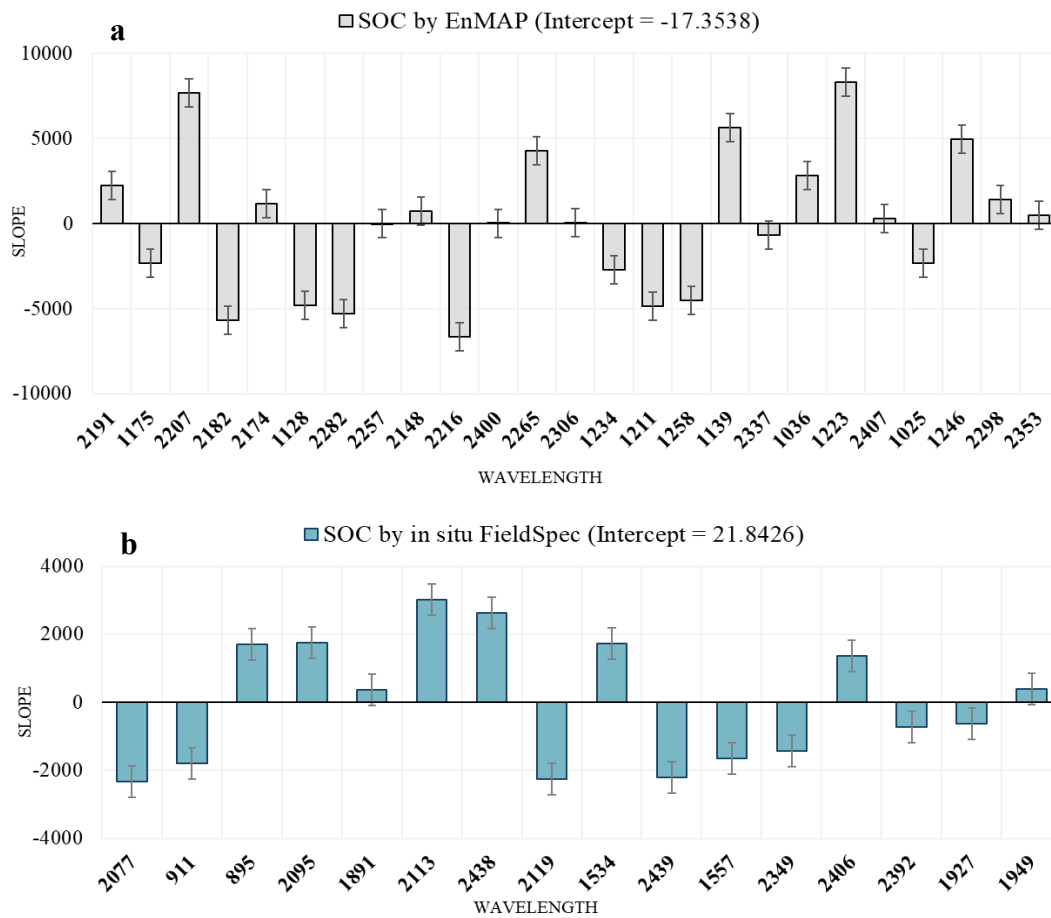 a
SOC by EnMAP (Intercept = -17.3538)
10000
5000
0
-5000
-10000
SLOPE
2191 1175 2207 2182 2174 1128 2282 2257 2148 2216 2400 2265 2306 1234 1211 1258 1139 2337 1036 1223 2407 1025 1246 2298 2353
WAVELENGTH
b
SOC by in situ FieldSpec (Intercept = 21.8426)
4000
2000
0
-2000
-4000
SLOPE
2077 911 895 2095 1891 2113 2438 2119 1534 2439 1557 2349 2406 2392 1927 1949
WAVELENGTH